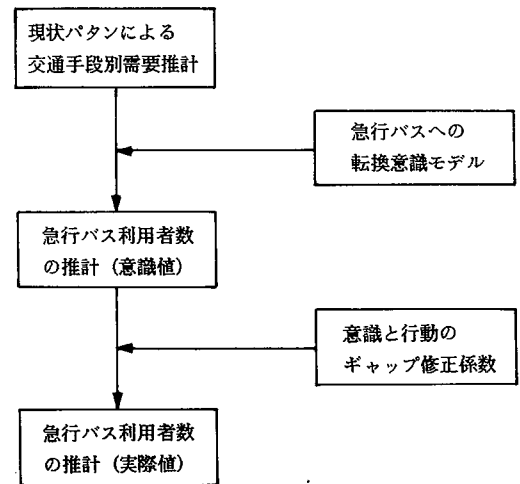 現状パタンによる
交通手段別需要推計
急行バスへの
転換意識モデル
急行バス利用者数
の推計（意識値）
意識と行動の
ギャップ修正係数
急行バス利用者数
の推計（実際値）